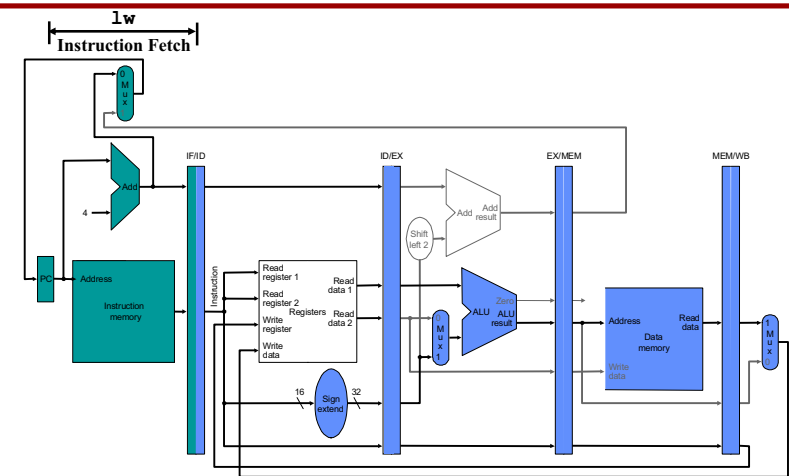 lw
Instruction Fetch
0
M
u
x
1
IF/ID
ID/EX
EX/MEM
MEM/WB
Add
4
Add
Add
result
Shift
left 2
PC
Address
Instruction
memory
Instruction
Read
register 1
Read
register 2
Write
register
Write
data
Registers
Read
data 1
Read
data 2
0
M
u
x
1
Zero
ALU
ALU
result
Address
Read
data
Data
memory
Write
data
1
M
u
x
0
16
Sign
extend
32